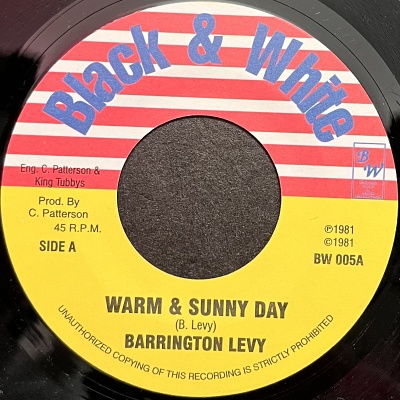 Black & White
Eng. C. Patterson &
King Tubbys
Prod. By
C. Patterson
45 R.P.M.
SIDE A
B
W
℗1981
©1981
BW 005A
WARM & SUNNY DAY
(B. Levy)
BARRINGTON LEVY
UNAUTHORIZED COPYING OF THIS RECORDING IS STRICTLY PROHIBITED